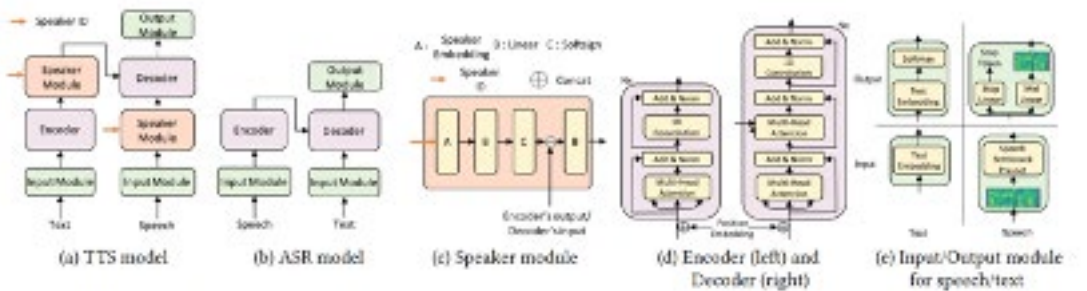 Speaker ID
Output Module
Speaker Module
Decoder
Encoder
Speaker Module
Input Module
Input Module
Text
Speech
(a) TTS model
Output Module
Encoder
Decoder
Input Module
Input Module
Speech
Text
(b) ASR model
A: Speaker Embedding B: Linear C: Softsign
Speaker ID
Concat
A
B
C
B
Encoder's output/
Decoder's input
(c) Speaker module
Add & Norm
Add & Norm
Multi-Head Attention
Add & Norm
Add & Norm
Multi-Head Attention
Add & Norm
Multi-Head Attention
Position Embedding
(d) Encoder (left) and
Decoder (right)
Output
Softmax
Text Embedding
Stop Linear
Mel Linear
Input
Text Embedding
Text
Speech
(e) Input/Output module
for speech/text